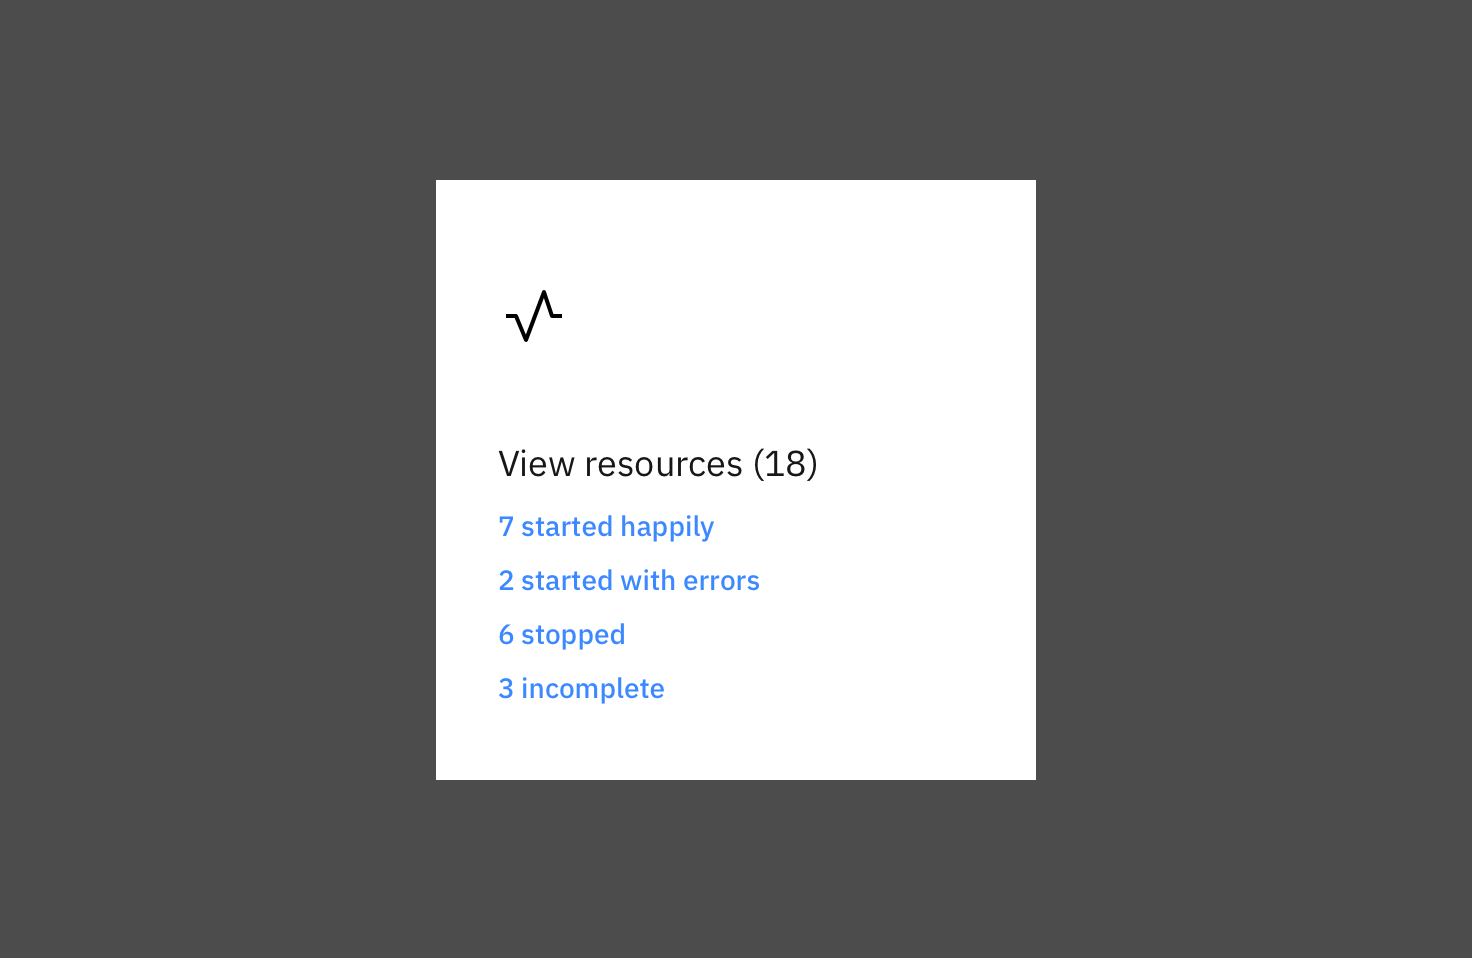 View resources (18)
7 started happily
2 started with errors
6 stopped
3 incomplete